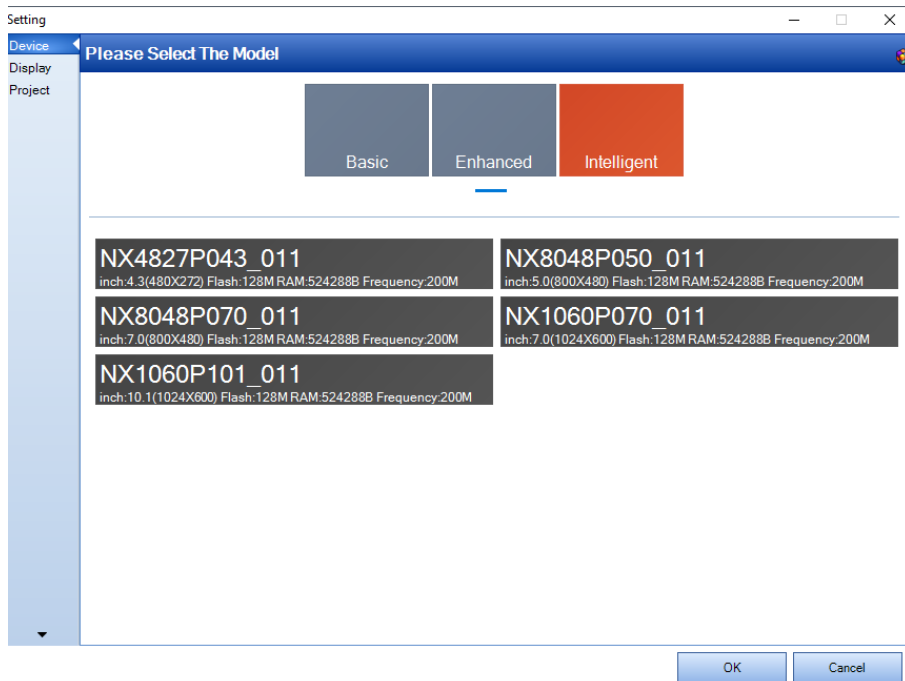 Setting
Device
Please Select The Model
Display
Project
Basic
Enhanced
Intelligent
NX4827P043_011
inch:4.3(480X272) Flash:128M RAM:524288B Frequency:200M
NX8048P050_011
inch:5.0(800X480) Flash:128M RAM:524288B Frequency:200M
NX8048P070_011
inch:7.0(800X480) Flash:128M RAM:524288B Frequency:200M
NX1060P070_011
inch:7.0(1024X600) Flash:128M RAM:524288B Frequency:200M
NX1060P101_011
inch:10.1(1024X600) Flash:128M RAM:524288B Frequency:200M
OK
Cancel